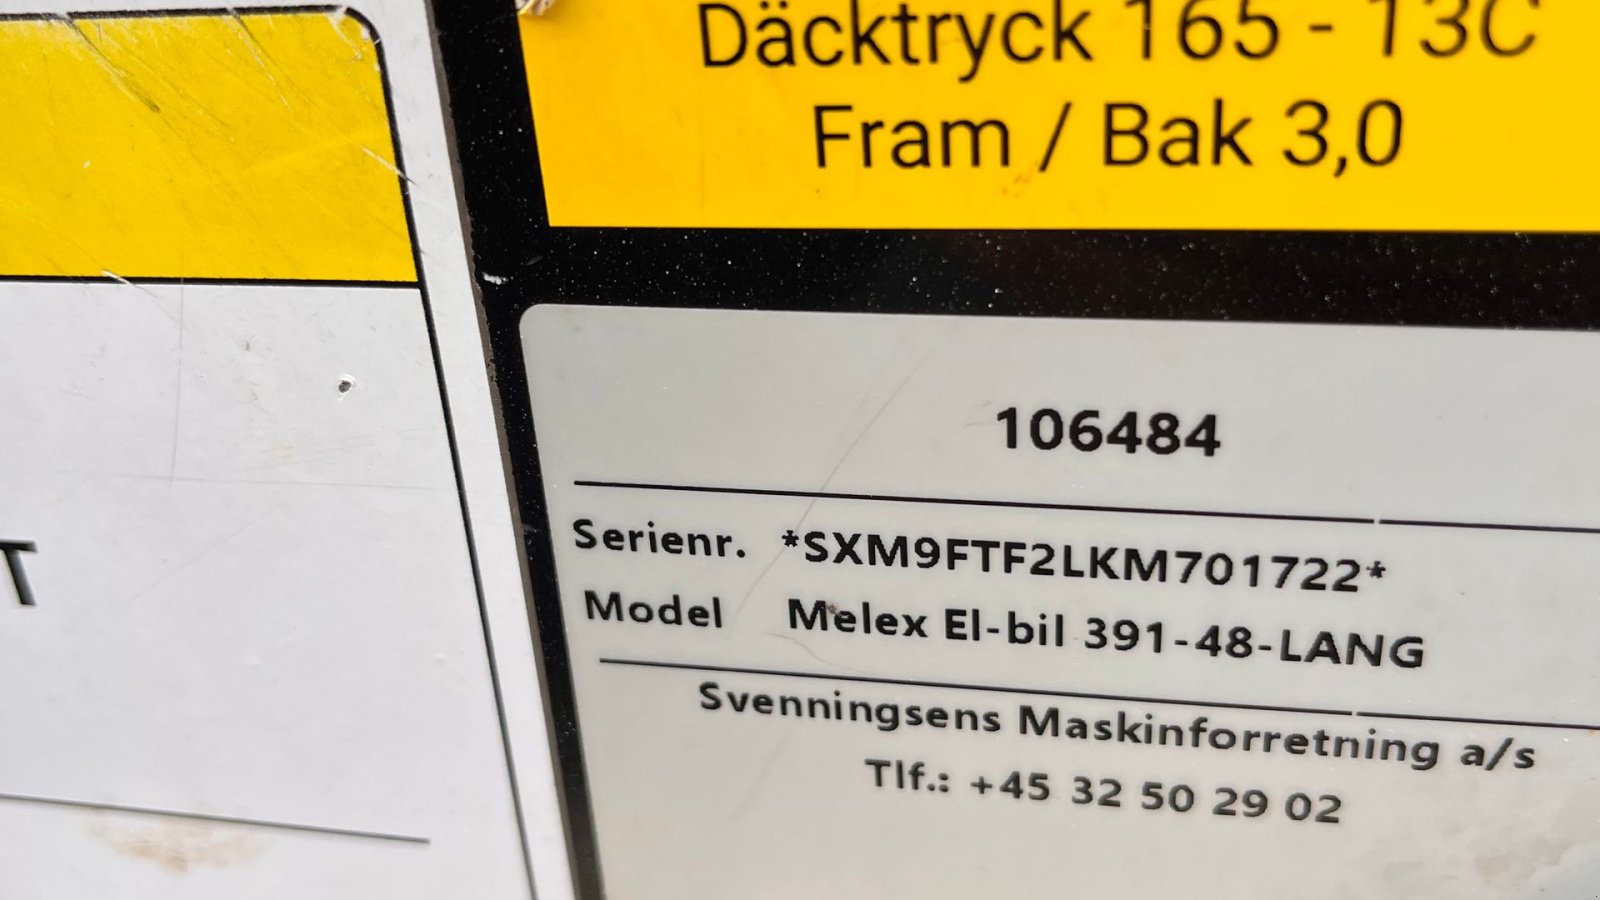 Däcktryck 165 - 13C
Fram / Bak 3,0
T
106484
Serienr. *SXM9FTF2LKM701722*
Model Melex El-bil 391-48-LANG
Svenningsens Maskinforretning a/s
Tlf.: +45 32 50 29 02